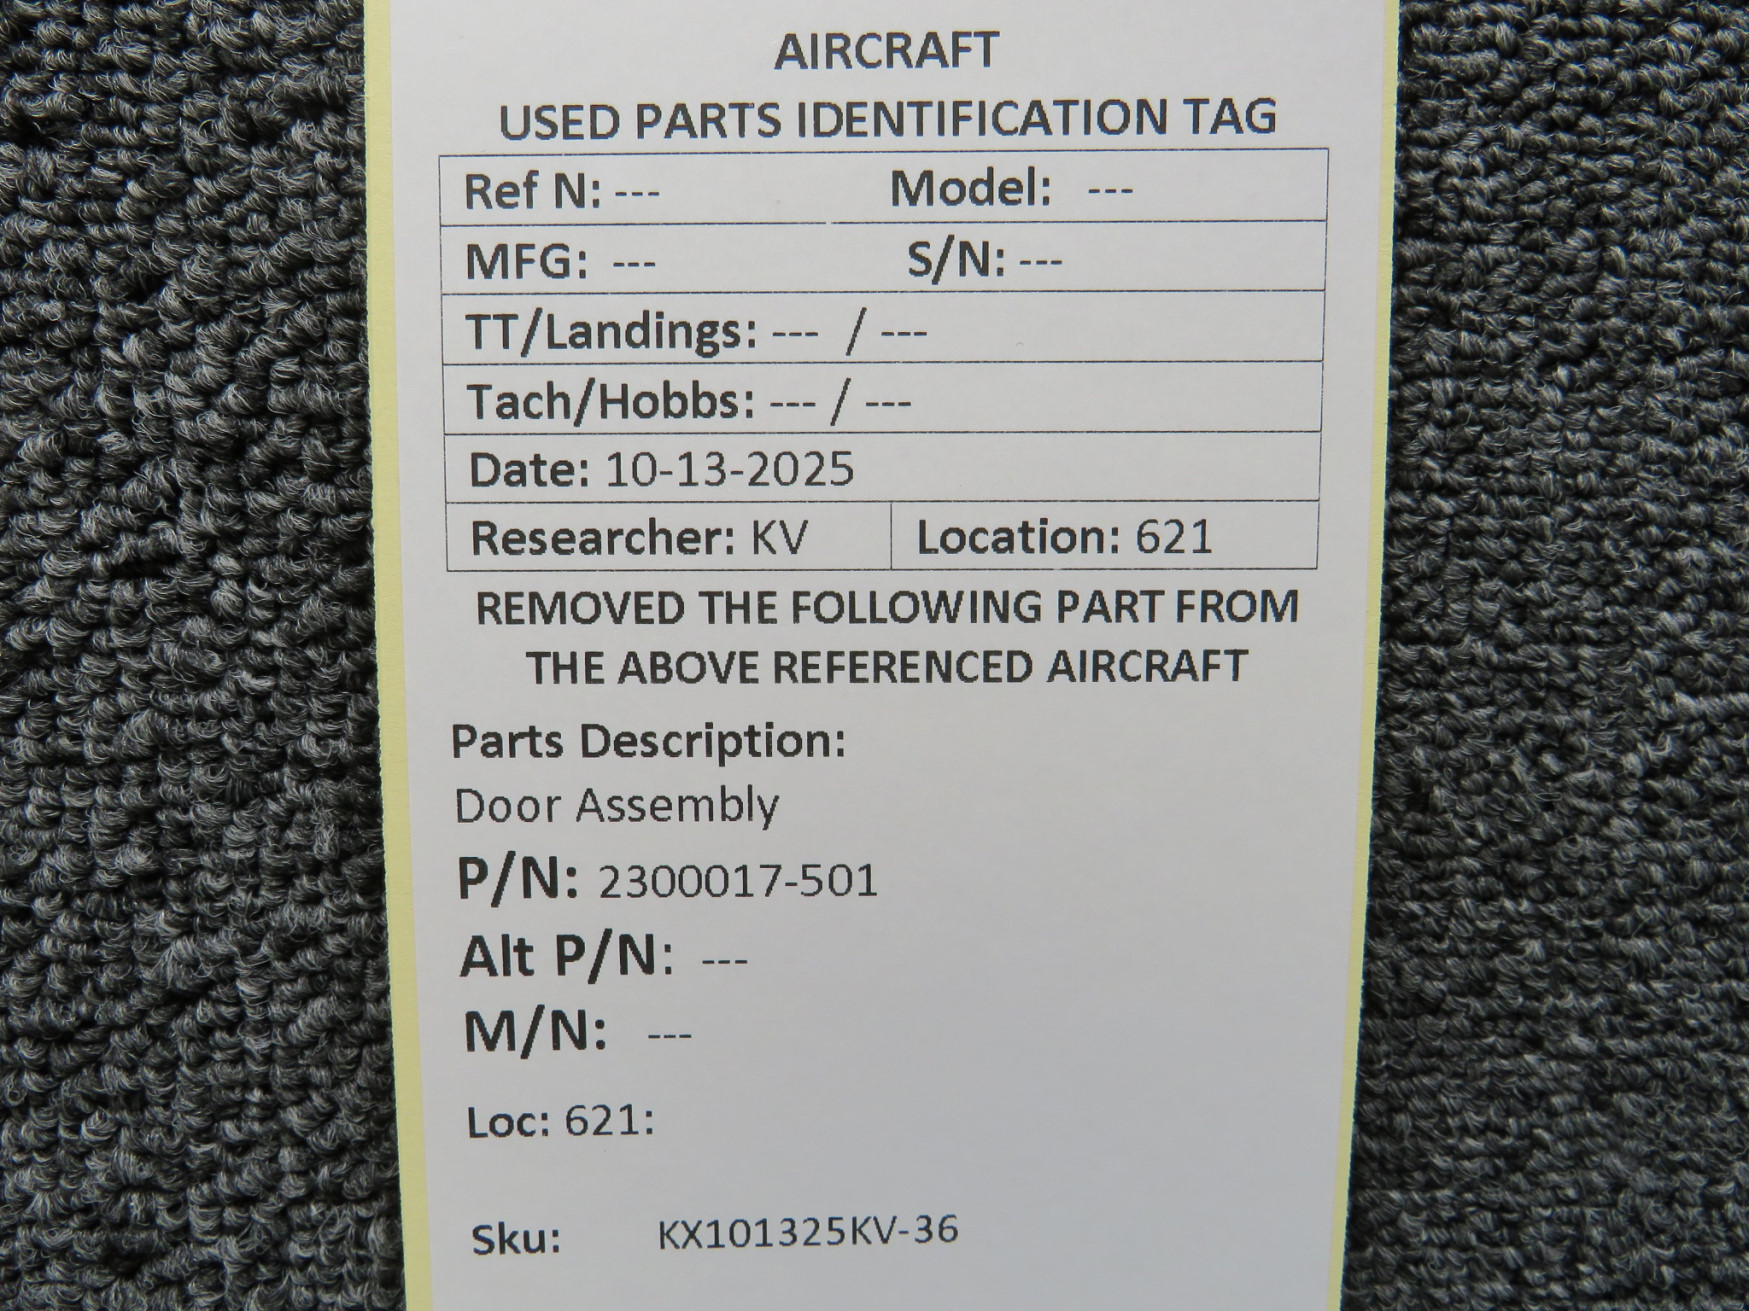 AIRCRAFT
USED PARTS IDENTIFICATION TAG
Ref N: --- Model: ---
MFG: --- S/N: ---
TT/Landings: --- / ---
Tach/Hobbs: --- / ---
Date: 10-13-2025
Researcher: KV Location: 621
REMOVED THE FOLLOWING PART FROM
THE ABOVE REFERENCED AIRCRAFT
Parts Description:
Door Assembly
P/N: 2300017-501
Alt P/N: ---
M/N: ---
Loc: 621:
Sku: KX101325KV-36